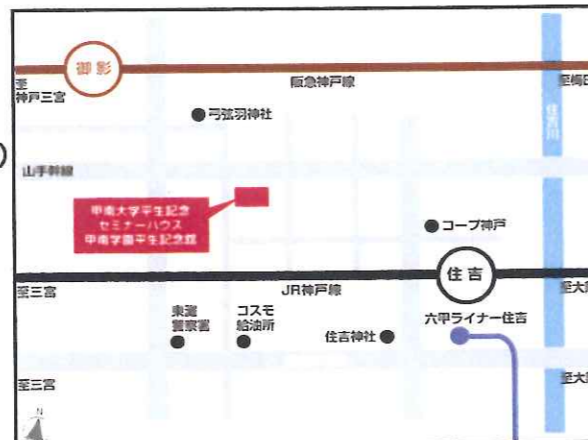 御影
阪急神戸線
至
神戸三宮
至梅田
弓弦羽神社
住吉川
山手幹線
甲南大学平生記念
セミナーハウス
甲南学園平生記念館
コープ神戸
住吉
至三宮
JR神戸線
至大
東灘
警察署
コスモ
給油所
住吉神社
六甲ライナー住吉
至三宮
至大
N